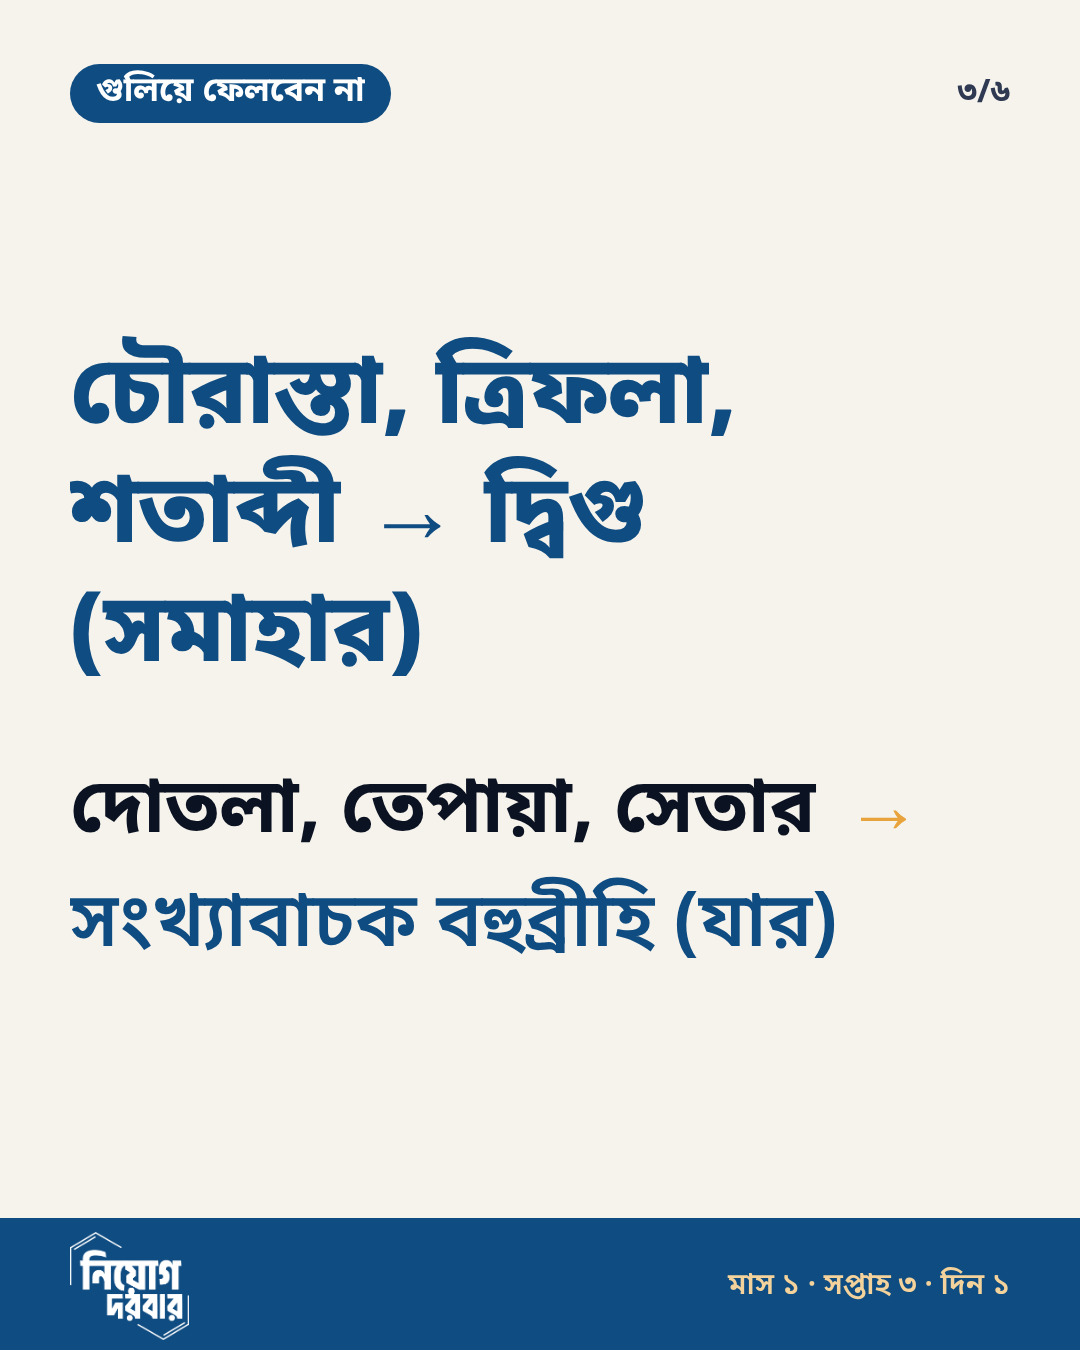 গুলিয়ে ফেলবেন না
৩/৬
চৌরাস্তা, ত্রিফলা,
শতাব্দী → দ্বিগু
(সমাহার)
দোতলা, তেপায়া, সেতার →
সংখ্যাবাচক বহুব্রীহি (যার)
নিয়োগ
দরবার
মাস ১ · সপ্তাহ ৩ · দিন ১